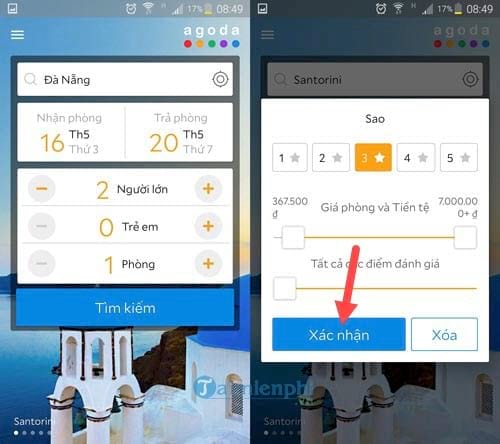 17% 08:49
agoda
Đà Nẵng
Nhận phòng
Trả phòng
16 Th5
Thứ 3
20 Th5
Thứ 7
2 Người lớn
0 Trẻ em
1 Phòng
Tìm kiếm
Santorini
H 17% 08:49
agoda
Santorini
Sao
1
2
3
4
5
367.500
đ
Giá phòng và Tiền tệ
7.000.00
0+ đ
Tất cả các điểm đánh giá
Xác nhận
Xóa
Taimienphi
Santorini